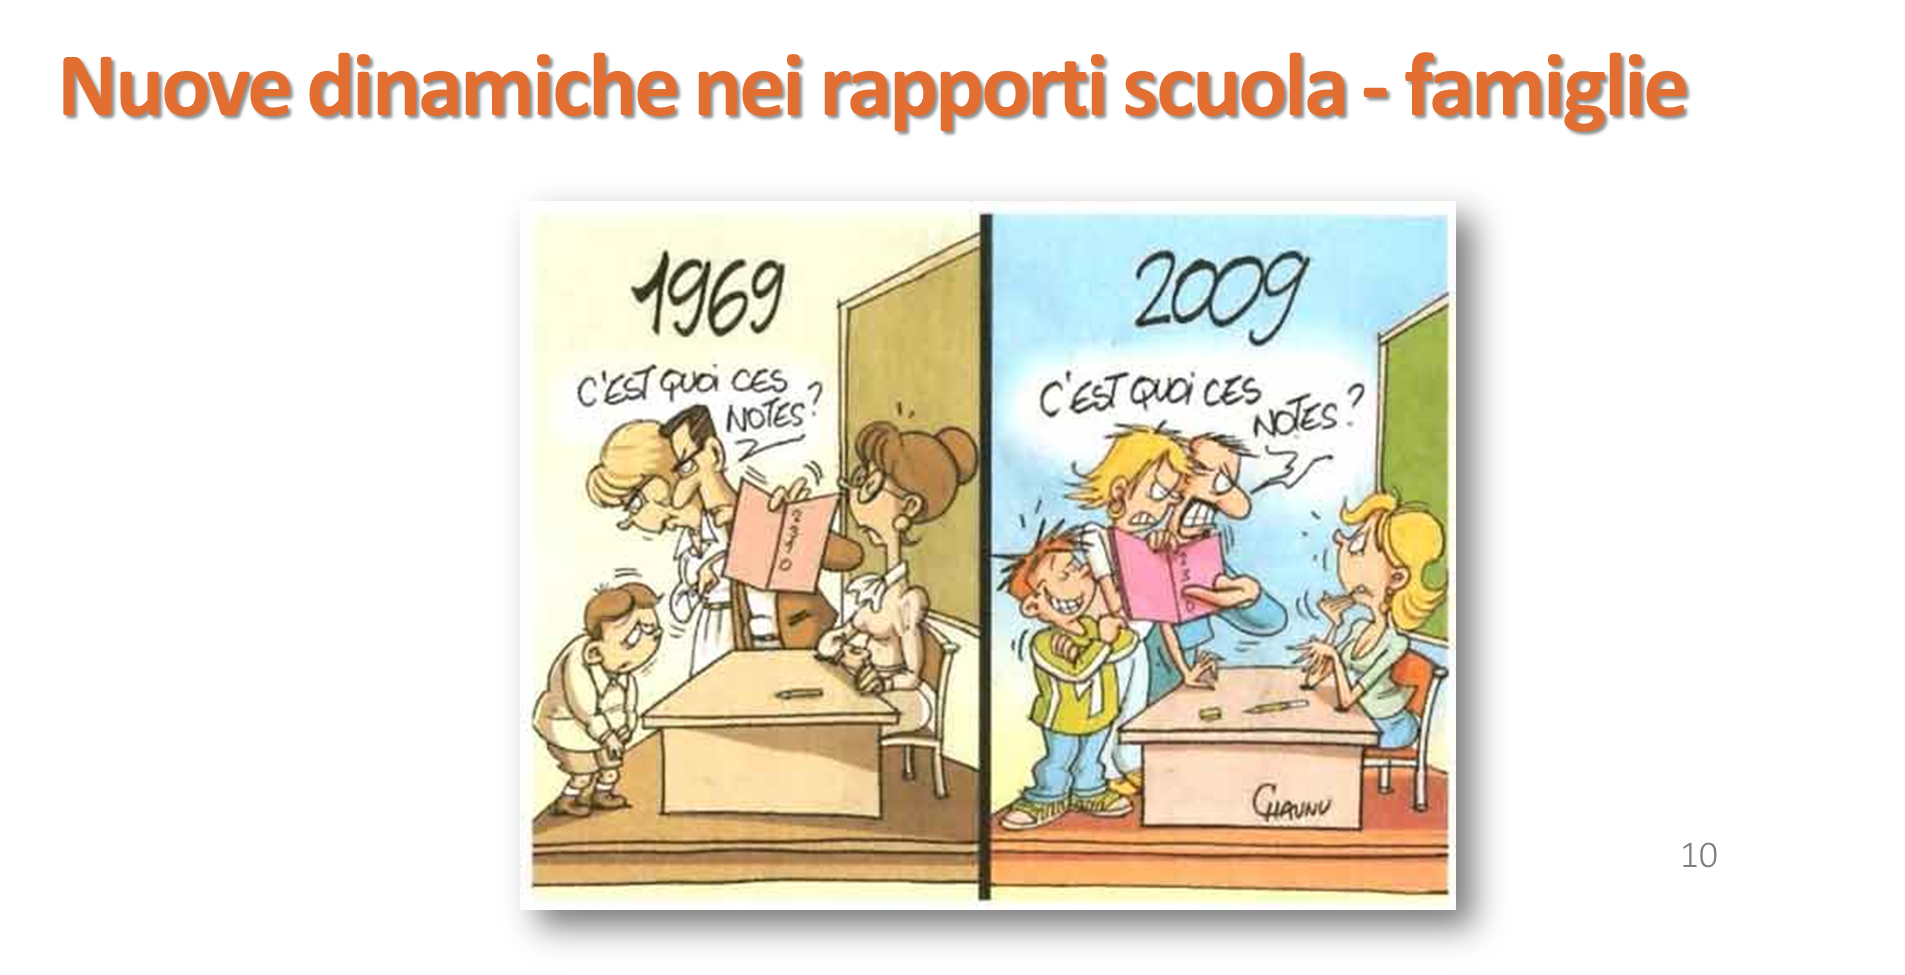 Nuove dinamiche nei rapporti scuola - famiglie
1969
C'EST QUOI CES
NOTES?
2009
C'EST QUOI CES
NOTES?
CHAUNU
10